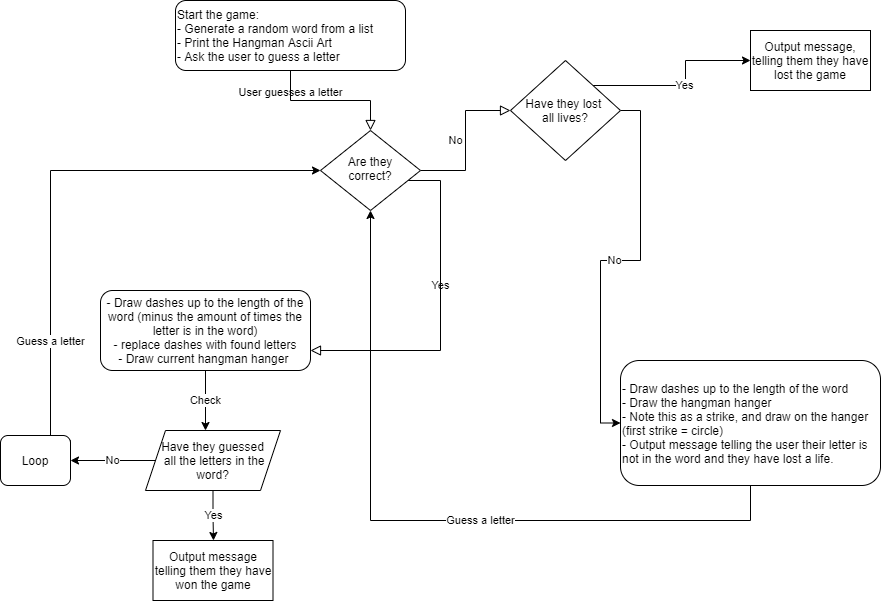 Start the game:
- Generate a random word from a list
- Print the Hangman Ascii Art
- Ask the user to guess a letter
User guesses a letter
Are they
correct?
No
Have they lost
all lives?
Yes
Output message,
telling them they have
lost the game
No
Yes
- Draw dashes up to the length of the
word (minus the amount of times the
letter is in the word)
- replace dashes with found letters
- Draw current hangman hanger
Guess a letter
Check
Have they guessed
all the letters in the
word?
No
Loop
Yes
Output message
telling them they have
won the game
- Draw dashes up to the length of the word
- Draw the hangman hanger
- Note this as a strike, and draw on the hanger
(first strike = circle)
- Output message telling the user their letter is
not in the word and they have lost a life.
Guess a letter